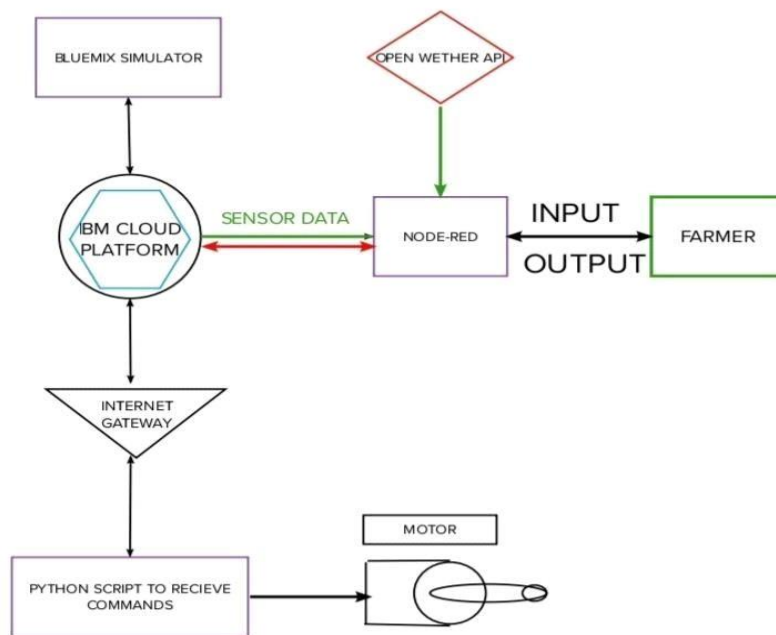 BLUEMIX SIMULATOR
OPEN WETHER API
IBM CLOUD
PLATFORM
SENSOR DATA
NODE-RED
INPUT
OUTPUT
FARMER
INTERNET
GATEWAY
MOTOR
PYTHON SCRIPT TO RECIEVE
COMMANDS